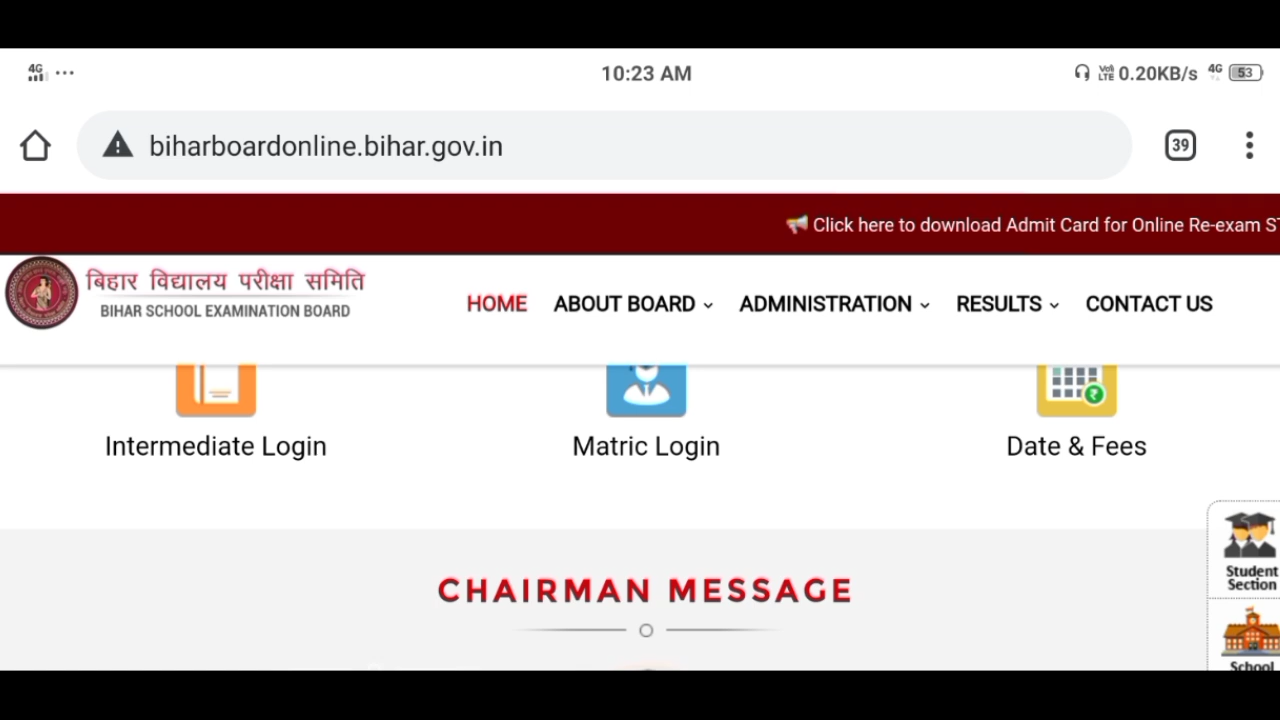 4G ... 10:23 AM Vo) LTE 0.20KB/s 4G 53
biharboardonline.bihar.gov.in 39
Click here to download Admit Card for Online Re-exam ST
बिहार विद्यालय परीक्षा समिति
BIHAR SCHOOL EXAMINATION BOARD
HOME ABOUT BOARD ADMINISTRATION RESULTS CONTACT US
Intermediate Login Matric Login Date & Fees
Student
Section
CHAIRMAN MESSAGE
School